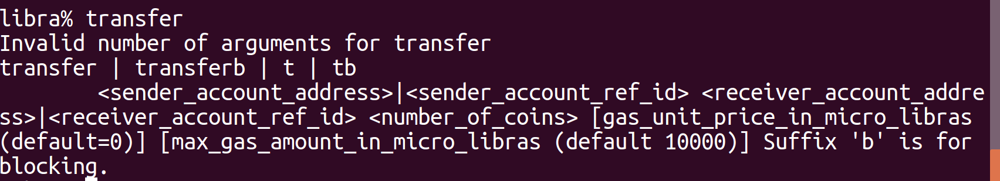 libra% transfer
Invalid number of arguments for transfer
transfer | transferb | t | tb
<sender_account_address>|<sender_account_ref_id> <receiver_account_addre
ss>|<receiver_account_ref_id> <number_of_coins> [gas_unit_price_in_micro_libras
(default=0)] [max_gas_amount_in_micro_libras (default 10000)] Suffix 'b' is for
blocking.